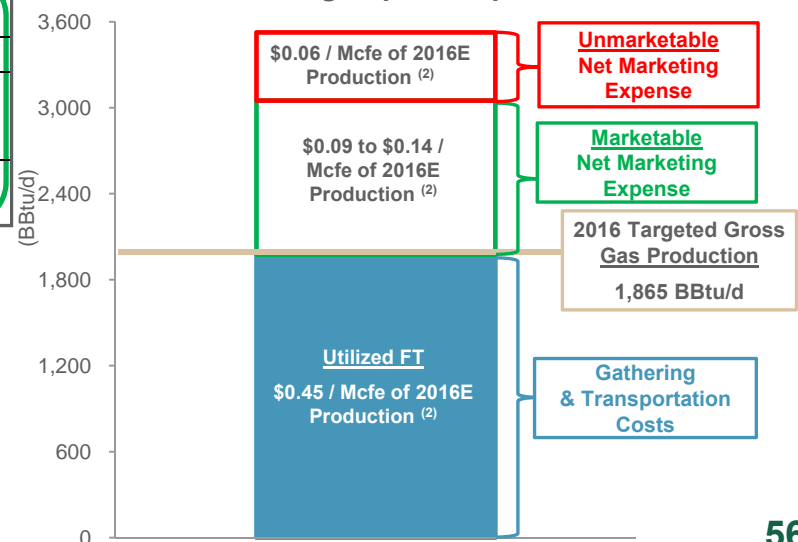 3,600
3,000
2,400
1,800
1,200
600
0
(BBtu/d)
$0.06 / Mcfe of 2016E
Production (2)
$0.09 to $0.14 /
Mcfe of 2016E
Production (2)
Utilized FT
$0.45 / Mcfe of 2016E
Production (2)
Unmarketable
Net Marketing
Expense
Marketable
Net Marketing
Expense
2016 Targeted Gross
Gas Production
1,865 BBtu/d
Gathering
& Transportation
Costs
56